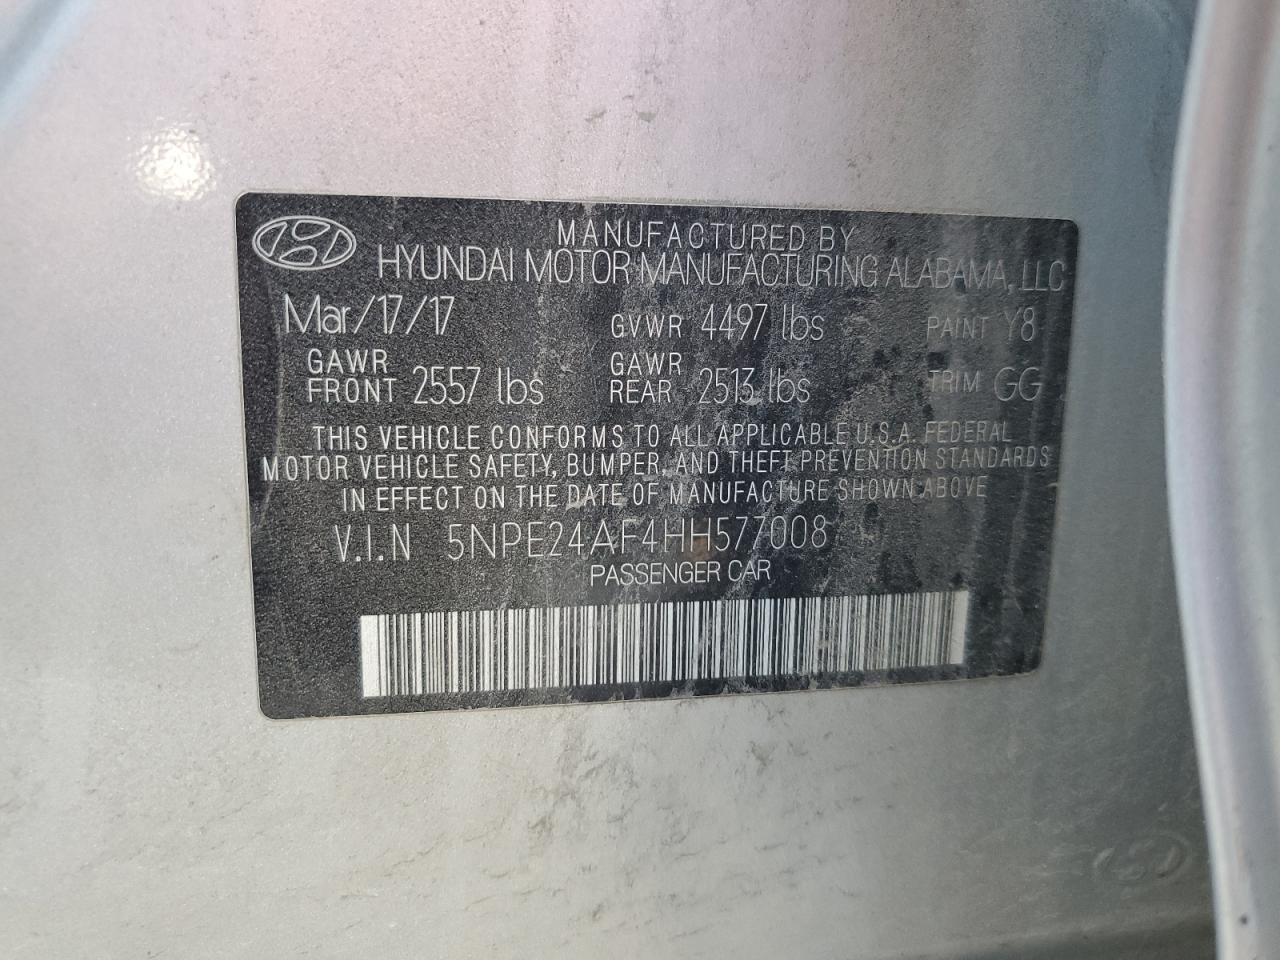 MANUFACTURED BY
HYUNDAI MOTOR MANUFACTURING ALABAMA, LLC
Mar/17/17 GVWR 4497 lbs PAINT Y8
GAWR FRONT 2557 lbs GAWR REAR 2513 lbs TRIM GG
THIS VEHICLE CONFORMS TO ALL APPLICABLE U.S.A. FEDERAL
MOTOR VEHICLE SAFETY, BUMPER, AND THEFT PREVENTION STANDARDS
IN EFFECT ON THE DATE OF MANUFACTURE SHOWN ABOVE
V.I.N 5NPE24AF4HH577008
PASSENGER CAR